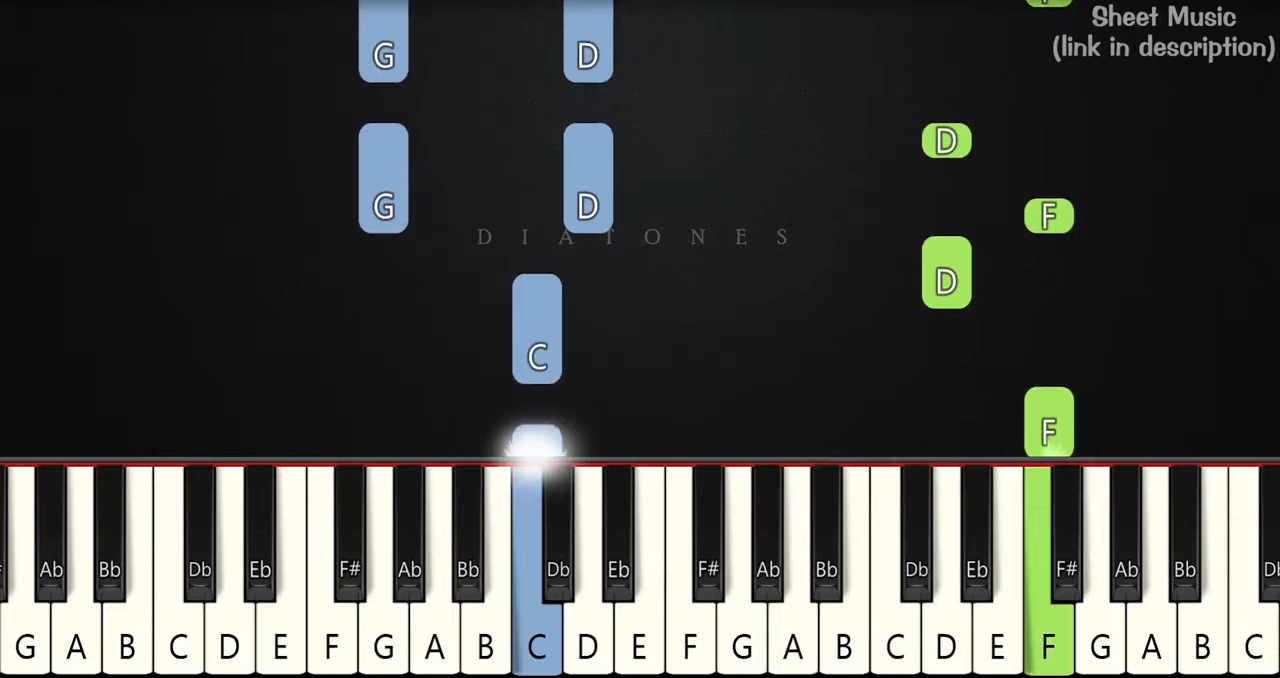 Sheet Music
(link in description)
G D
D
G D F
D I A T O N E S
D
C
F
Ab Bb Db Eb F# Ab Bb Db Eb F# Ab Bb Db Eb F# Ab Bb
G A B C D E F G A B C D E F G A B C D E F G A B C